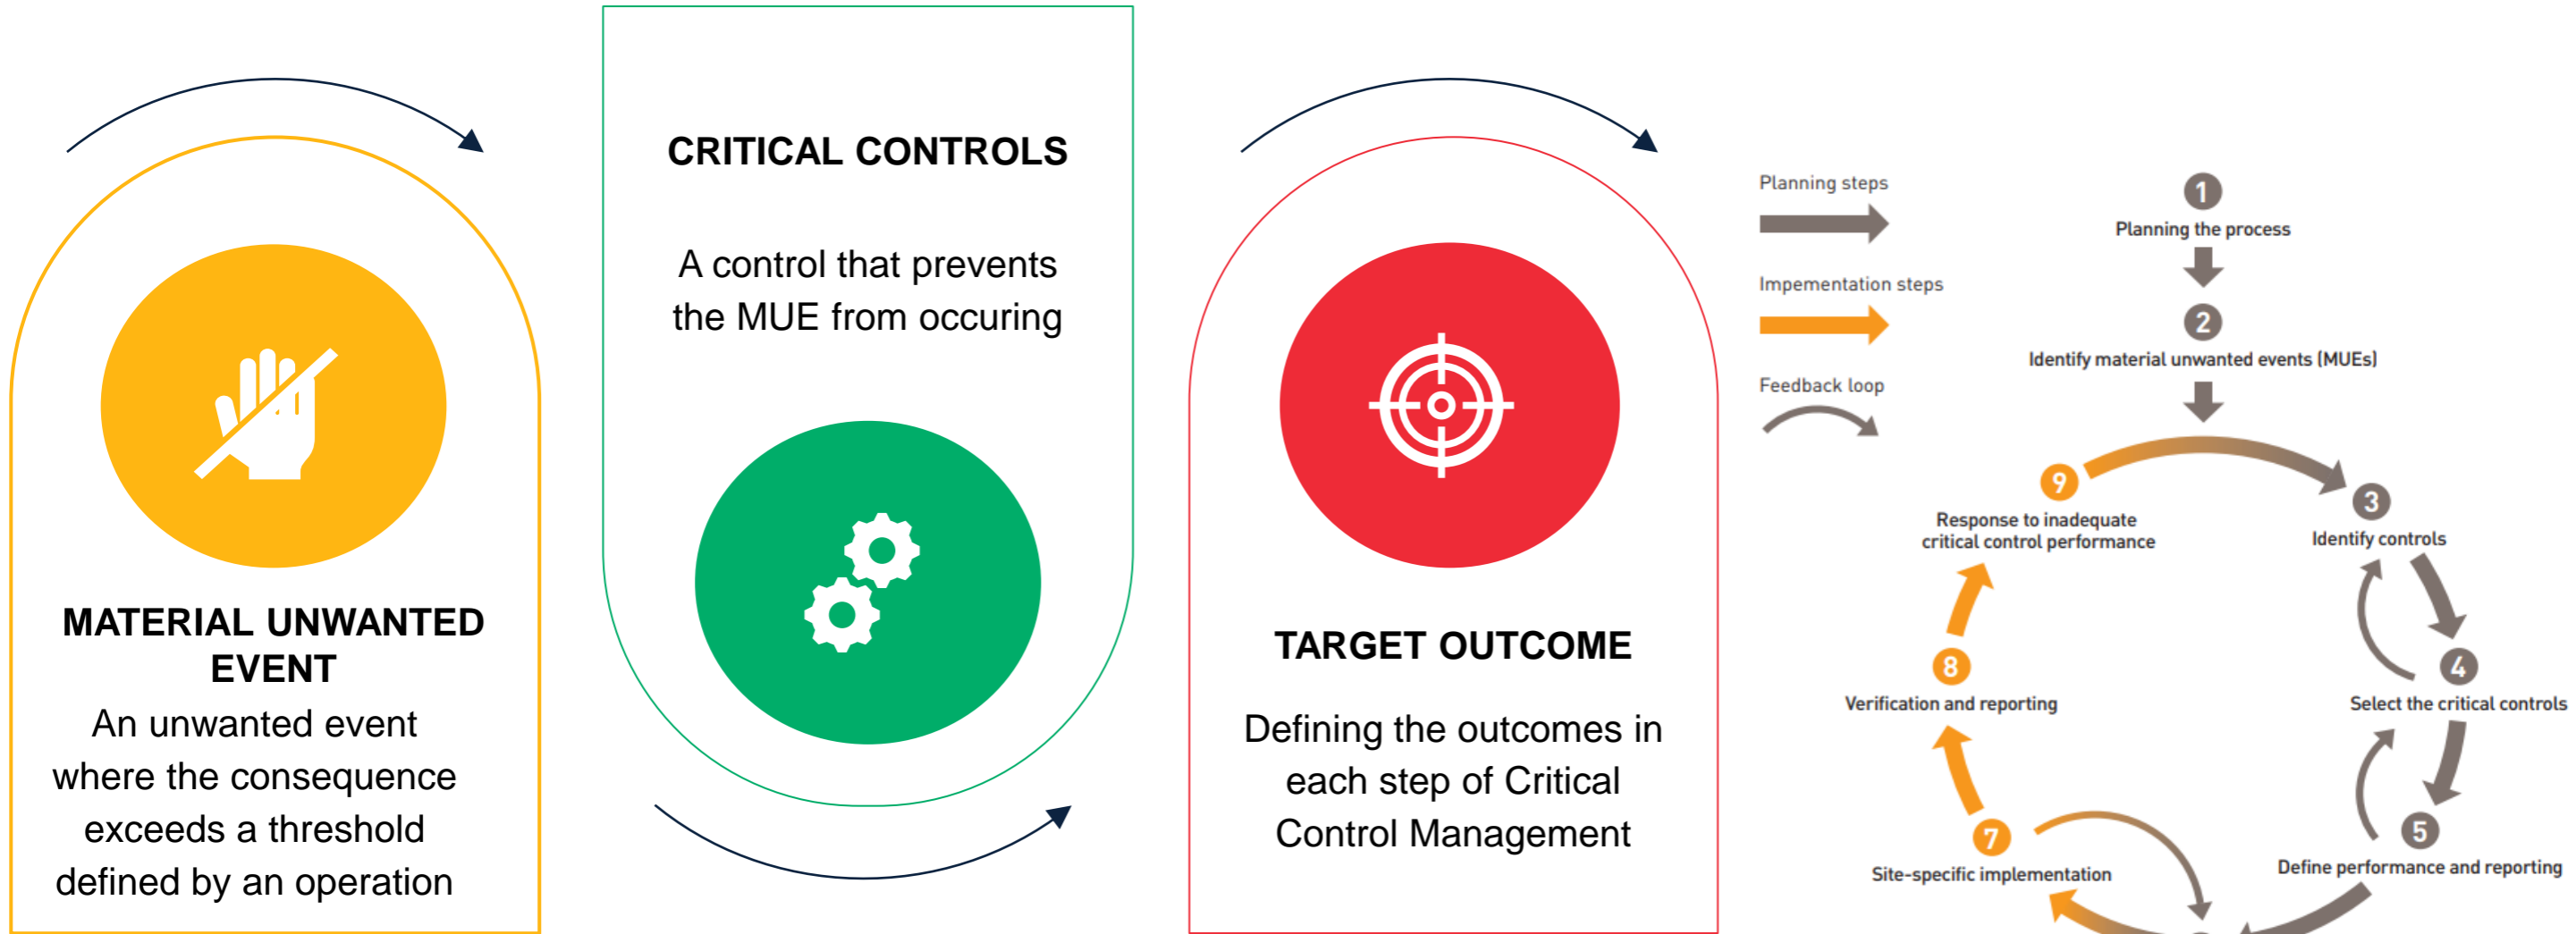 MATERIAL UNWANTED
EVENT
An unwanted event
where the consequence
exceeds a threshold
defined by an operation
CRITICAL CONTROLS
A control that prevents
the MUE from occuring
TARGET OUTCOME
Defining the outcomes in
each step of Critical
Control Management
Planning steps
Impementation steps
Feedback loop
1
Planning the process
2
Identify material unwanted events (MUEs)
3
Identify controls
4
Select the critical controls
5
Define performance and reporting
7
Site-specific implementation
8
Verification and reporting
9
Response to inadequate
critical control performance